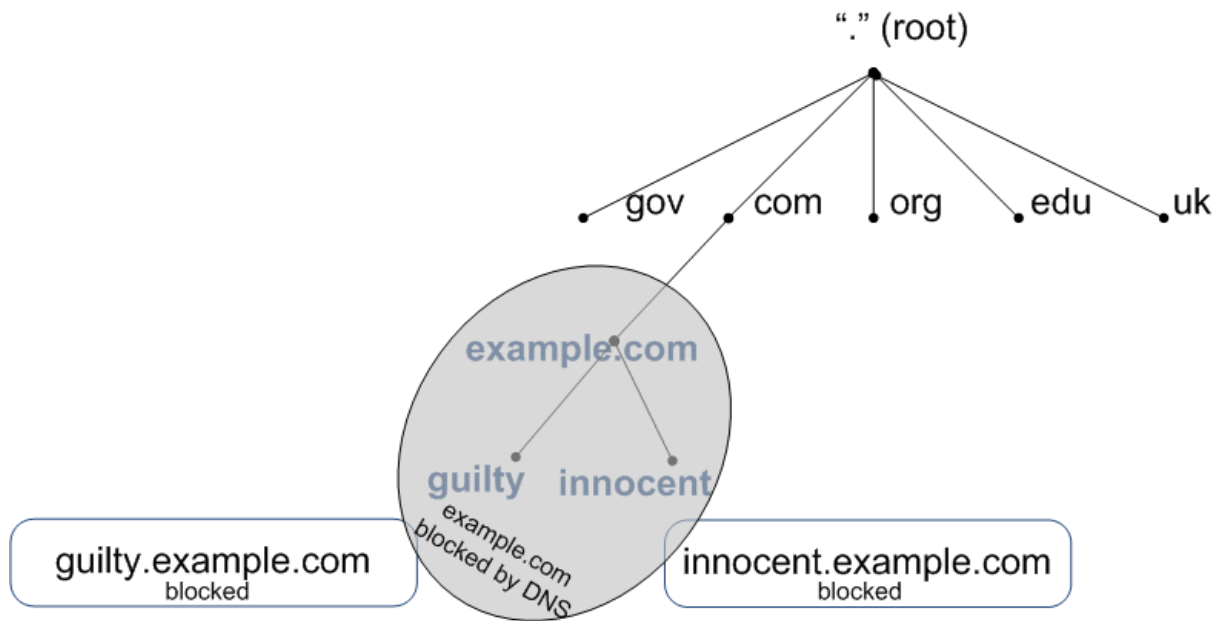 “.” (root)
gov
com
org
edu
uk
example.com
guilty
innocent
example.com
blocked by DNS
guilty.example.com
blocked
innocent.example.com
blocked